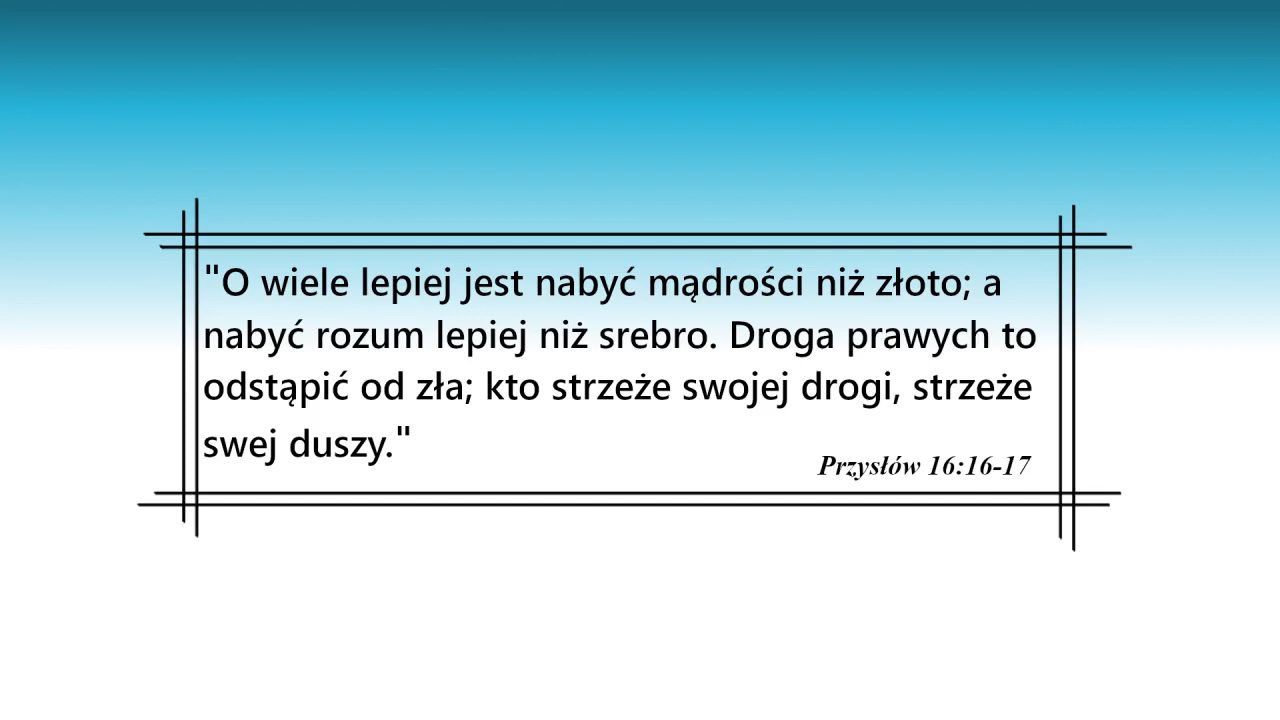 "O wiele lepiej jest nabyć mądrości niż złoto; a
nabyć rozum lepiej niż srebro. Droga prawych to
odstąpić od zła; kto strzeże swojej drogi, strzeże
swej duszy."
Przysłów 16:16-17